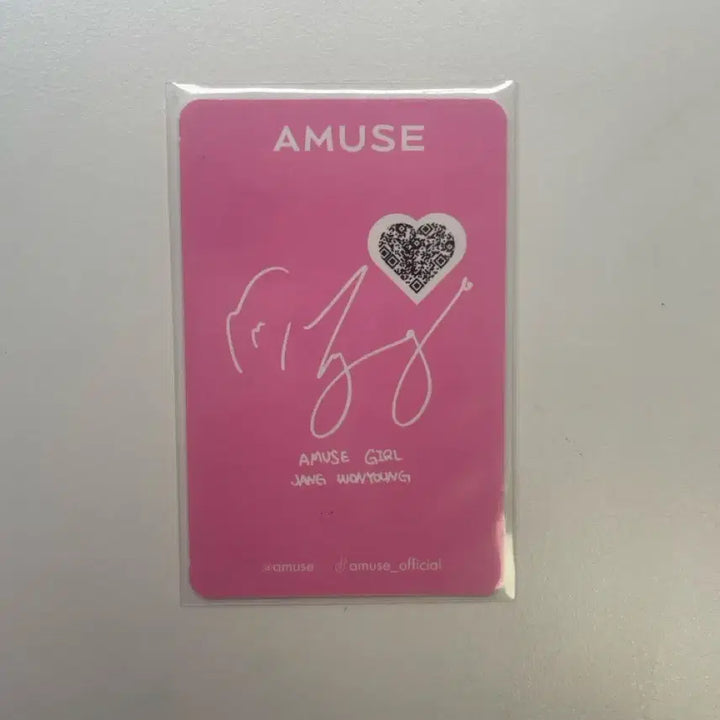 AMUSE
AMUSE GIRL
JANG WONYOUNG
@amuse amuse_official